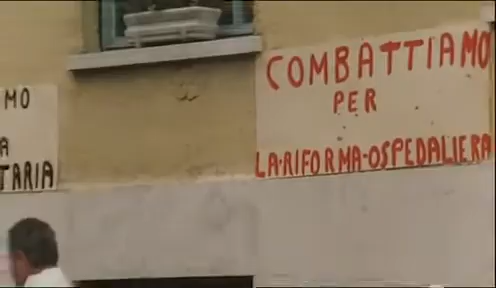 MO
A
TARIA
COMBATTIAMO
PER
LA-RIFORMA-OSPEDALIERA